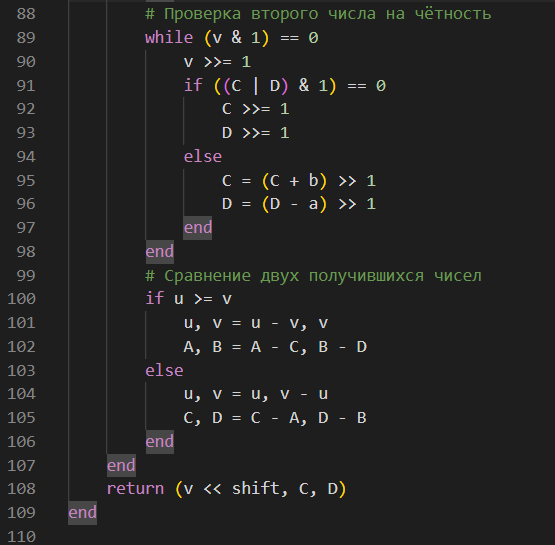 88 # Проверка второго числа на чётность
89 while (v & 1) == 0
90 v >>= 1
91 if ((C | D) & 1) == 0
92 C >>= 1
93 D >>= 1
94 else
95 C = (C + b) >> 1
96 D = (D - a) >> 1
97 end
98 end
99 # Сравнение двух получившихся чисел
100 if u >= v
101 u, v = u - v, v
102 A, B = A - C, B - D
103 else
104 u, v = u, v - u
105 C, D = C - A, D - B
106 end
107 end
108 return (v << shift, C, D)
109 end
110